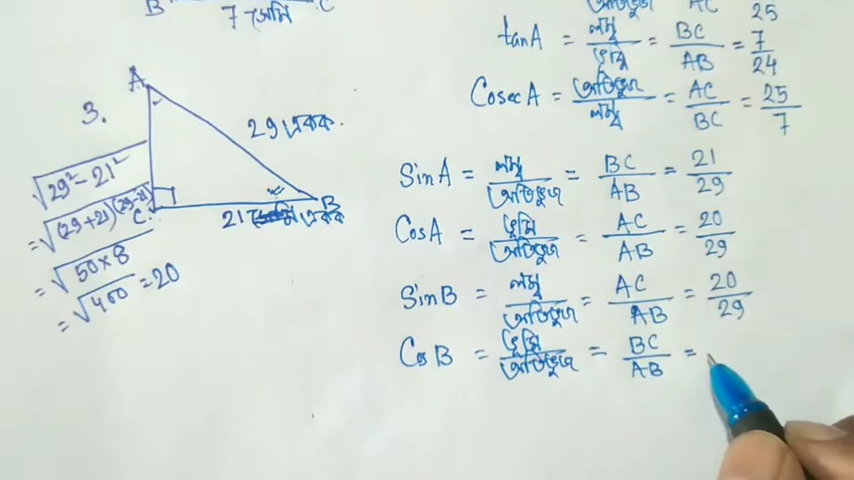 B 7 সেমি C
AC 25
tanA = লম্ব/ভূমি = BC/AB = 7/24
CosecA = অতিভুজ/লম্ব = AC/BC = 25/7
3.
A
29 একক
21 একক
B
C
√29²-21²
= √(29+21)(29-21)
= √50×8
= √400 = 20
SinA = লম্ব/অতিভুজ = BC/AB = 21/29
CosA = ভূমি/অতিভুজ = AC/AB = 20/29
SinB = লম্ব/অতিভুজ = AC/AB = 20/29
CosB = ভূমি/অতিভুজ = BC/AB =